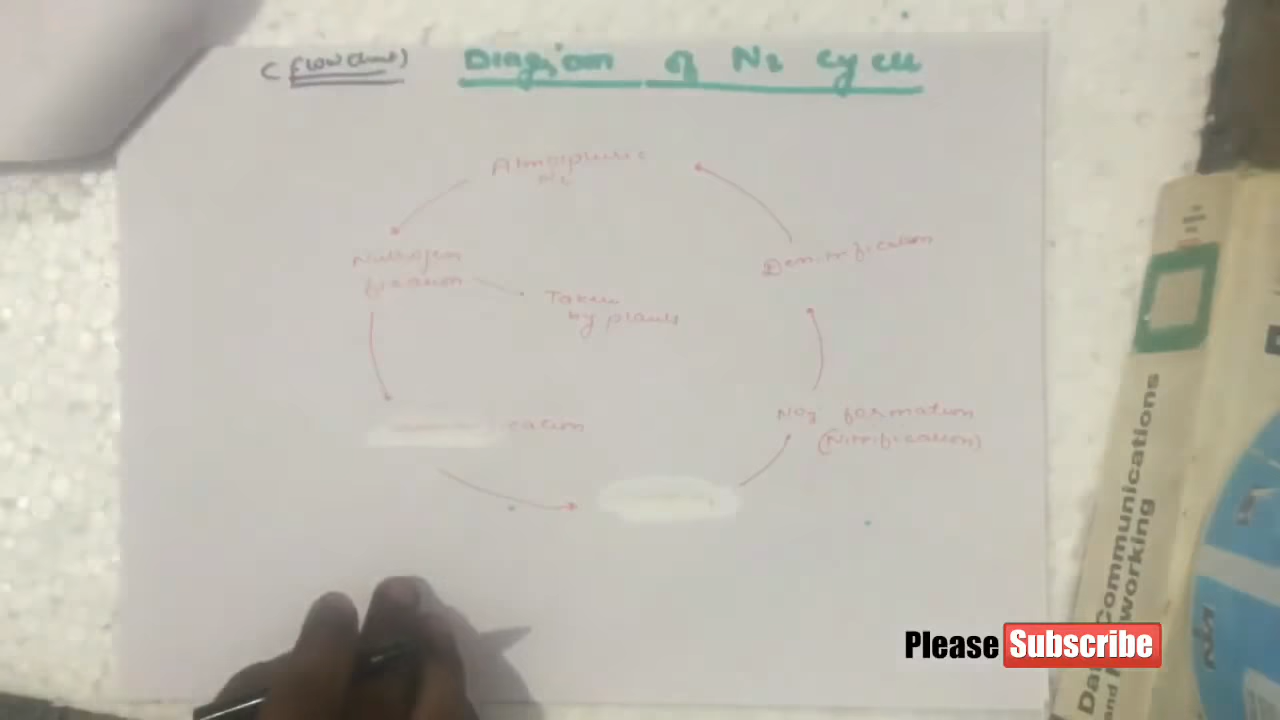 (flowchart) Diagram of N2 cycle
Atmospheric
N2
Nitrogen
fixation
Denitrification
Taken
by plants
NO3 formation
(Nitrification)
cation
Please Subscribe
Communications
working